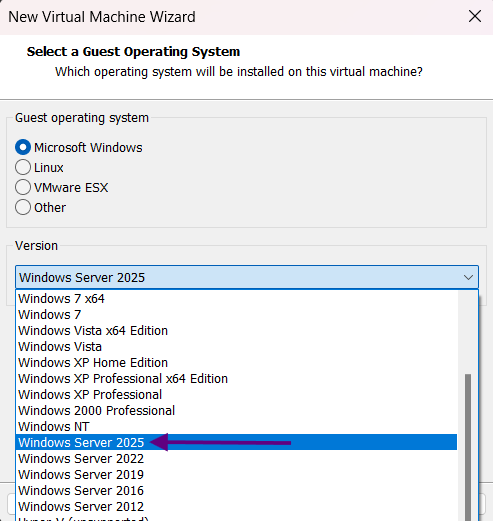 New Virtual Machine Wizard
Select a Guest Operating System
Which operating system will be installed on this virtual machine?
Guest operating system
Microsoft Windows
Linux
VMware ESX
Other
Version
Windows Server 2025
Windows 7 x64
Windows 7
Windows Vista x64 Edition
Windows Vista
Windows XP Home Edition
Windows XP Professional x64 Edition
Windows XP Professional
Windows 2000 Professional
Windows NT
Windows Server 2025
Windows Server 2022
Windows Server 2019
Windows Server 2016
Windows Server 2012
Hyper-V (unsupported)